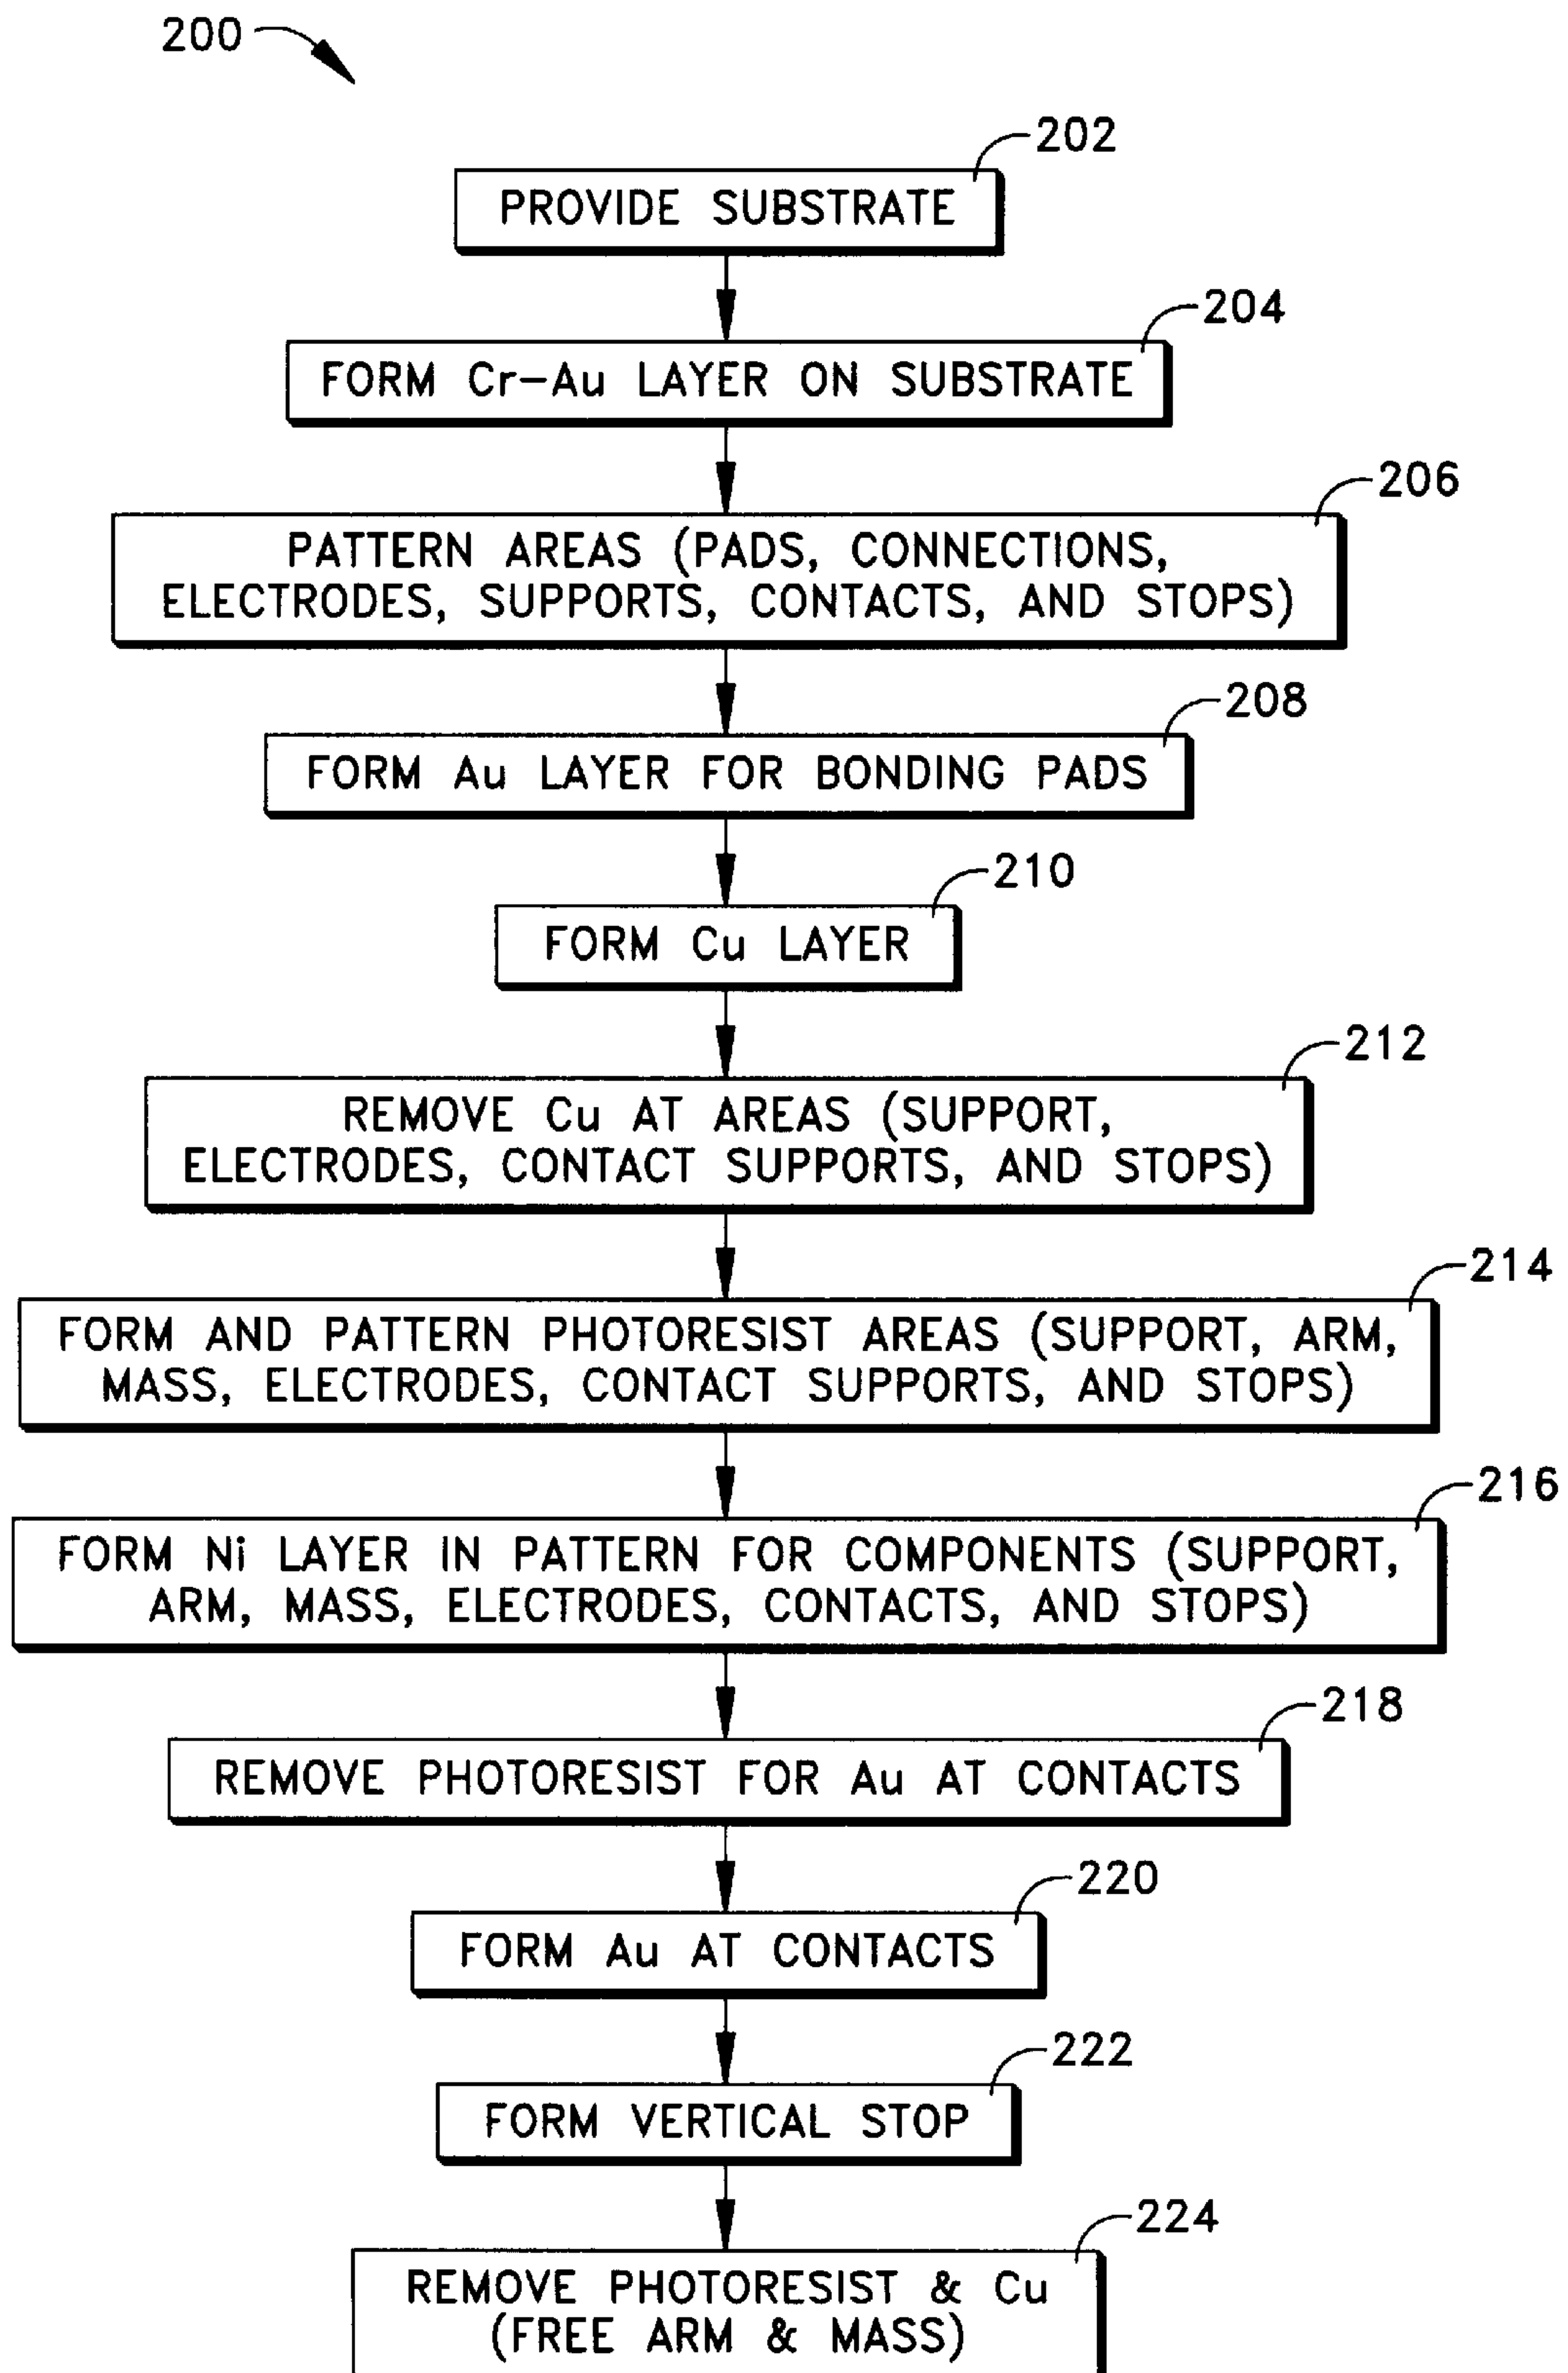 200
202
PROVIDE SUBSTRATE
204
FORM Cr-Au LAYER ON SUBSTRATE
206
PATTERN AREAS (PADS, CONNECTIONS,
ELECTRODES, SUPPORTS, CONTACTS, AND STOPS)
208
FORM Au LAYER FOR BONDING PADS
210
FORM Cu LAYER
212
REMOVE Cu AT AREAS (SUPPORT,
ELECTRODES, CONTACT SUPPORTS, AND STOPS)
214
FORM AND PATTERN PHOTORESIST AREAS (SUPPORT, ARM,
MASS, ELECTRODES, CONTACT SUPPORTS, AND STOPS)
216
FORM Ni LAYER IN PATTERN FOR COMPONENTS (SUPPORT,
ARM, MASS, ELECTRODES, CONTACTS, AND STOPS)
218
REMOVE PHOTORESIST FOR Au AT CONTACTS
220
FORM Au AT CONTACTS
222
FORM VERTICAL STOP
224
REMOVE PHOTORESIST & Cu
(FREE ARM & MASS)